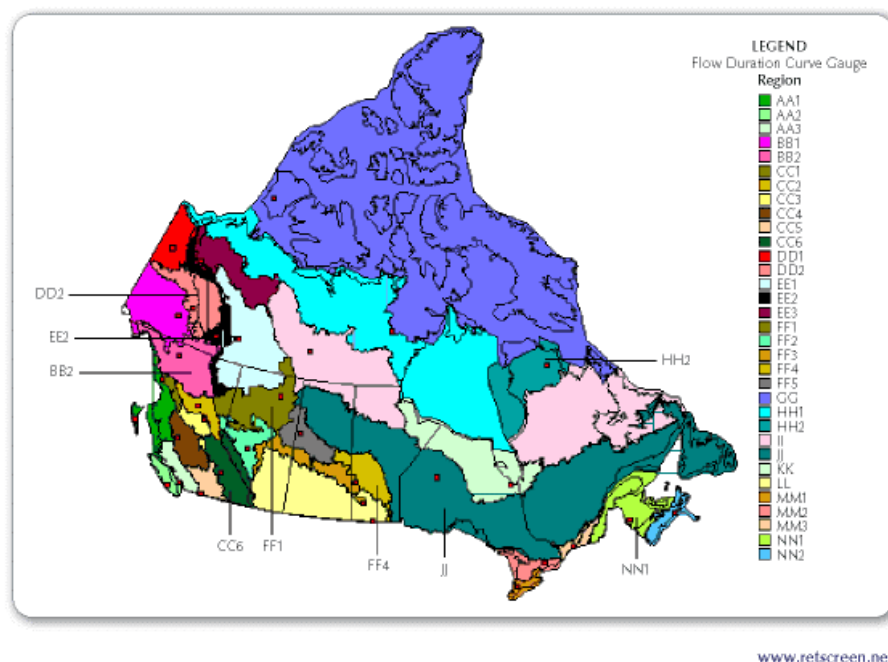 LEGEND
Flow Duration Curve Gauge
Region
AA1
AA2
AA3
BB1
BB2
CC1
CC2
CC3
CC4
CC5
CC6
DD1
DD2
EE1
EE2
EE3
FF1
FF2
FF3
FF4
FF5
GG
HH1
HH2
II
JJ
KK
LL
MM1
MM2
MM3
NN1
NN2
DD2
EE2
BB2
HH2
CC6 FF1
FF4
JJ
NN1
www.retscreen.ne